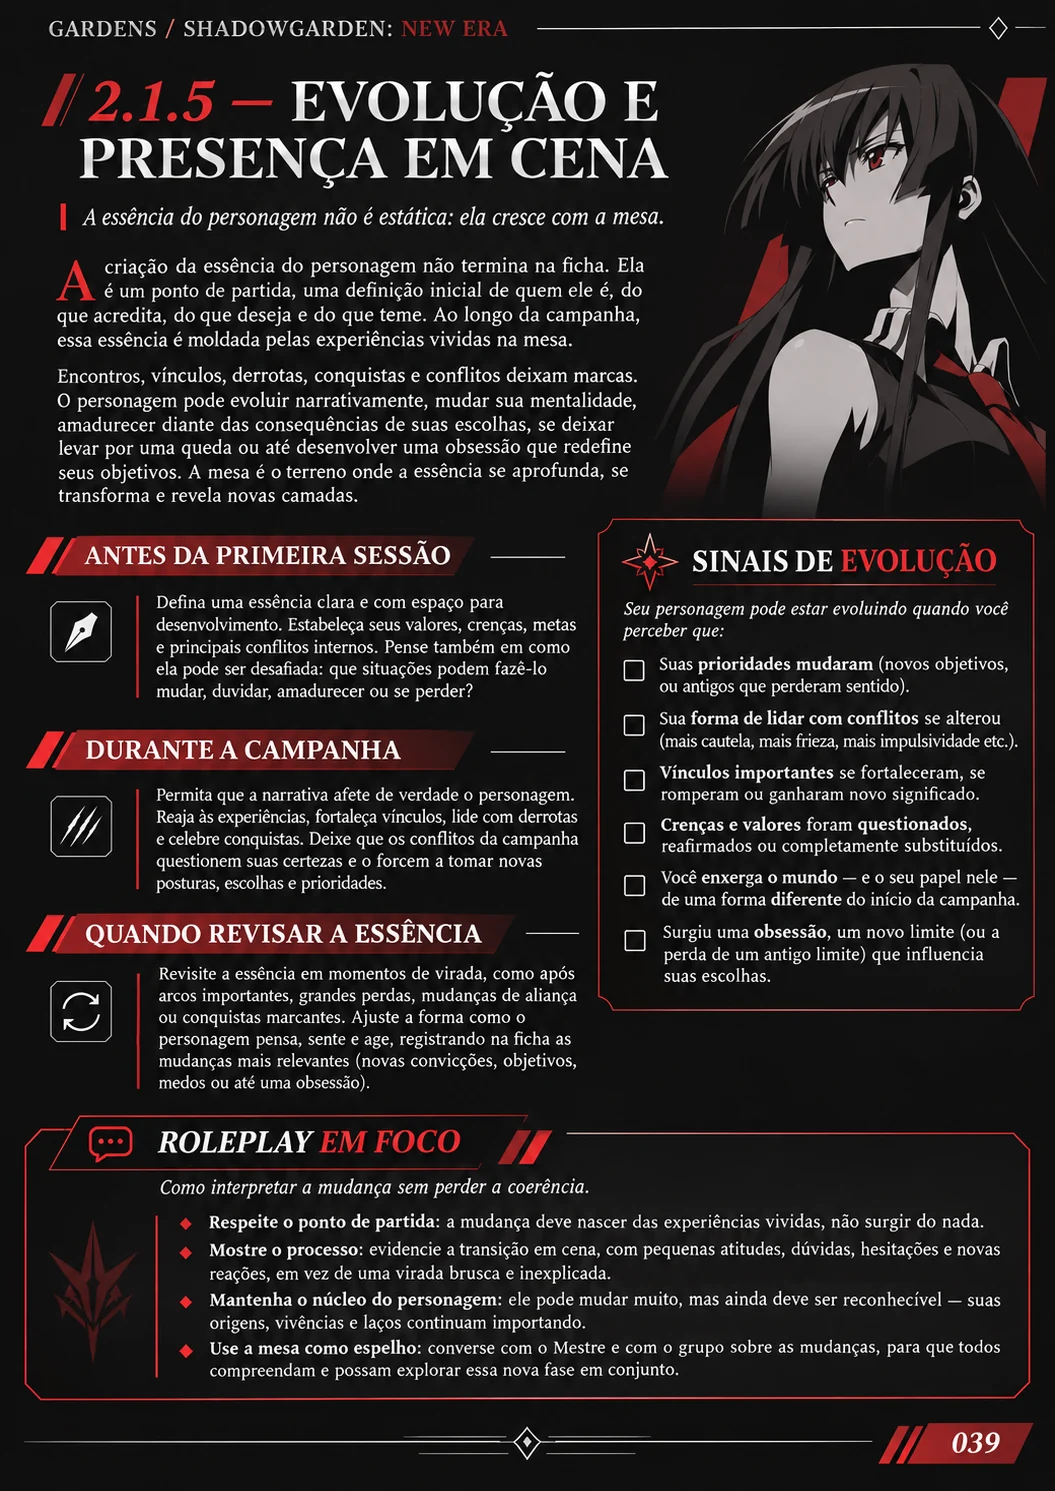 GARDENS / SHADOWGARDEN: NEW ERA
2.1.5 — EVOLUÇÃO E
PRESENÇA EM CENA
A essência do personagem não é estática: ela cresce com a mesa.
A criação da essência do personagem não termina na ficha. Ela
é um ponto de partida, uma definição inicial de quem ele é, do
que acredita, do que deseja e do que teme. Ao longo da campanha,
essa essência é moldada pelas experiências vividas na mesa.
Encontros, vínculos, derrotas, conquistas e conflitos deixam marcas.
O personagem pode evoluir narrativamente, mudar sua mentalidade,
amadurecer diante das consequências de suas escolhas, se deixar
levar por uma queda ou até desenvolver uma obsessão que redefine
seus objetivos. A mesa é o terreno onde a essência se aprofunda, se
transforma e revela novas camadas.
ANTES DA PRIMEIRA SESSÃO
Defina uma essência clara e com espaço para
desenvolvimento. Estabeleça seus valores, crenças, metas
e principais conflitos internos. Pense também em como
ela pode ser desafiada: que situações podem fazê-lo
mudar, duvidar, amadurecer ou se perder?
DURANTE A CAMPANHA
Permita que a narrativa afete de verdade o personagem.
Reaja às experiências, fortaleça vínculos, lide com derrotas
e celebre conquistas. Deixe que os conflitos da campanha
questionem suas certezas e o forcem a tomar novas
posturas, escolhas e prioridades.
QUANDO REVISAR A ESSÊNCIA
Revisite a essência em momentos de virada, como após
arcos importantes, grandes perdas, mudanças de aliança
ou conquistas marcantes. Ajuste a forma como o
personagem pensa, sente e age, registrando na ficha as
mudanças mais relevantes (novas convicções, objetivos,
medos ou até uma obsessão).
SINAIS DE EVOLUÇÃO
Seu personagem pode estar evoluindo quando você
perceber que:
Suas prioridades mudaram (novos objetivos,
ou antigos que perderam sentido).
Sua forma de lidar com conflitos se alterou
(mais cautela, mais frieza, mais impulsividade etc.).
Vínculos importantes se fortaleceram, se
romperam ou ganharam novo significado.
Crenças e valores foram questionados,
reafirmados ou completamente substituídos.
Você enxerga o mundo — e o seu papel nele —
de uma forma diferente do início da campanha.
Surgiu uma obsessão, um novo limite (ou a
perda de um antigo limite) que influencia
suas escolhas.
ROLEPLAY EM FOCO
Como interpretar a mudança sem perder a coerência.
Respeite o ponto de partida: a mudança deve nascer das experiências vividas, não surgir do nada.
Mostre o processo: evidencie a transição em cena, com pequenas atitudes, dúvidas, hesitações e novas
reações, em vez de uma virada brusca e inexplicada.
Mantenha o núcleo do personagem: ele pode mudar muito, mas ainda deve ser reconhecível — suas
origens, vivências e laços continuam importando.
Use a mesa como espelho: converse com o Mestre e com o grupo sobre as mudanças, para que todos
compreendam e possam explorar essa nova fase em conjunto.
039